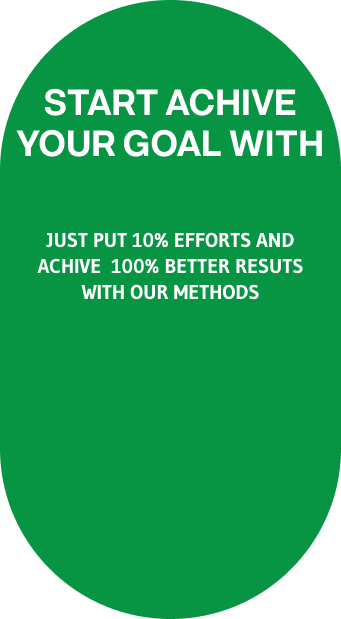 START ACHIVE
YOUR GOAL WITH
JUST PUT 10% EFFORTS AND
ACHIVE 100% BETTER RESUTS
WITH OUR METHODS